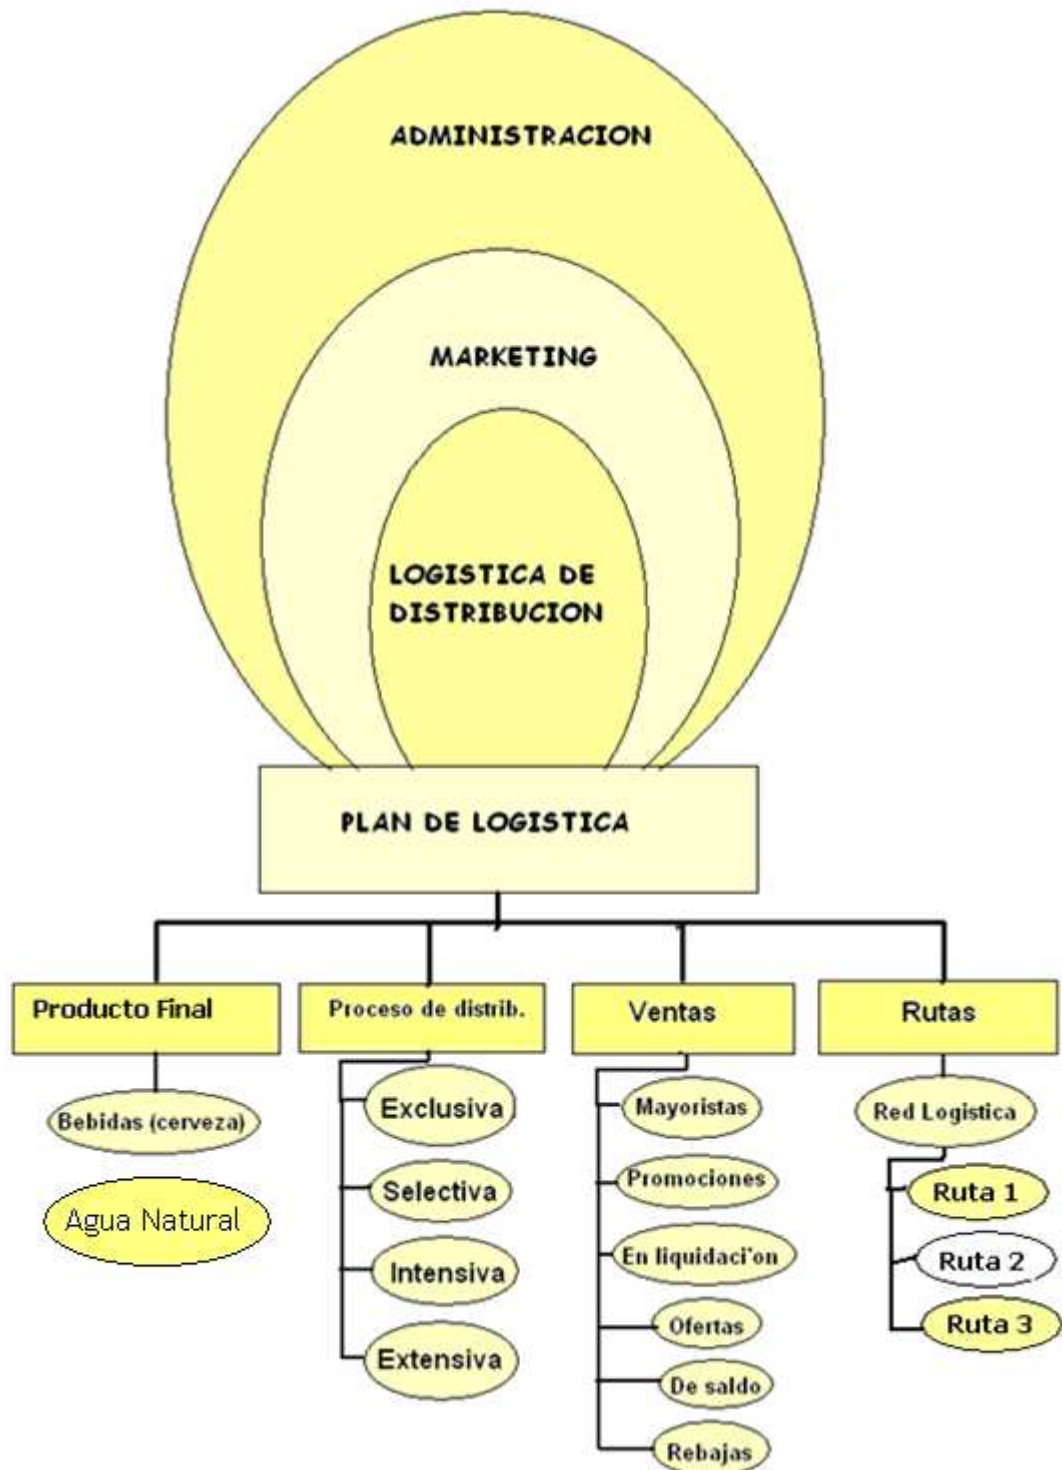 ADMINISTRACION
MARKETING
LOGISTICA DE
DISTRIBUCION
PLAN DE LOGISTICA
Producto Final
Bebidas (cerveza)
Agua Natural
Proceso de distrib.
Exclusiva
Selectiva
Intensiva
Extensiva
Ventas
Mayoristas
Promociones
En liquidaci'on
Ofertas
De saldo
Rebajas
Rutas
Red Logistica
Ruta 1
Ruta 2
Ruta 3